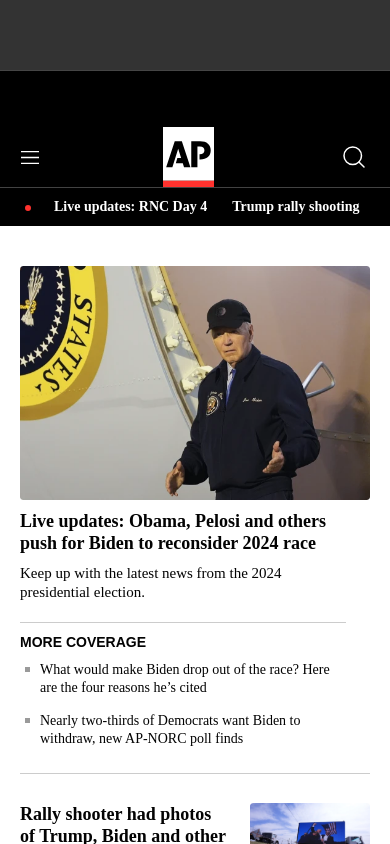 AP
Live updates: RNC Day 4 Trump rally shooting
STATES
Live updates: Obama, Pelosi and others
push for Biden to reconsider 2024 race
Keep up with the latest news from the 2024
presidential election.
MORE COVERAGE
What would make Biden drop out of the race? Here
are the four reasons he’s cited
Nearly two-thirds of Democrats want Biden to
withdraw, new AP-NORC poll finds
Rally shooter had photos
of Trump, Biden and other